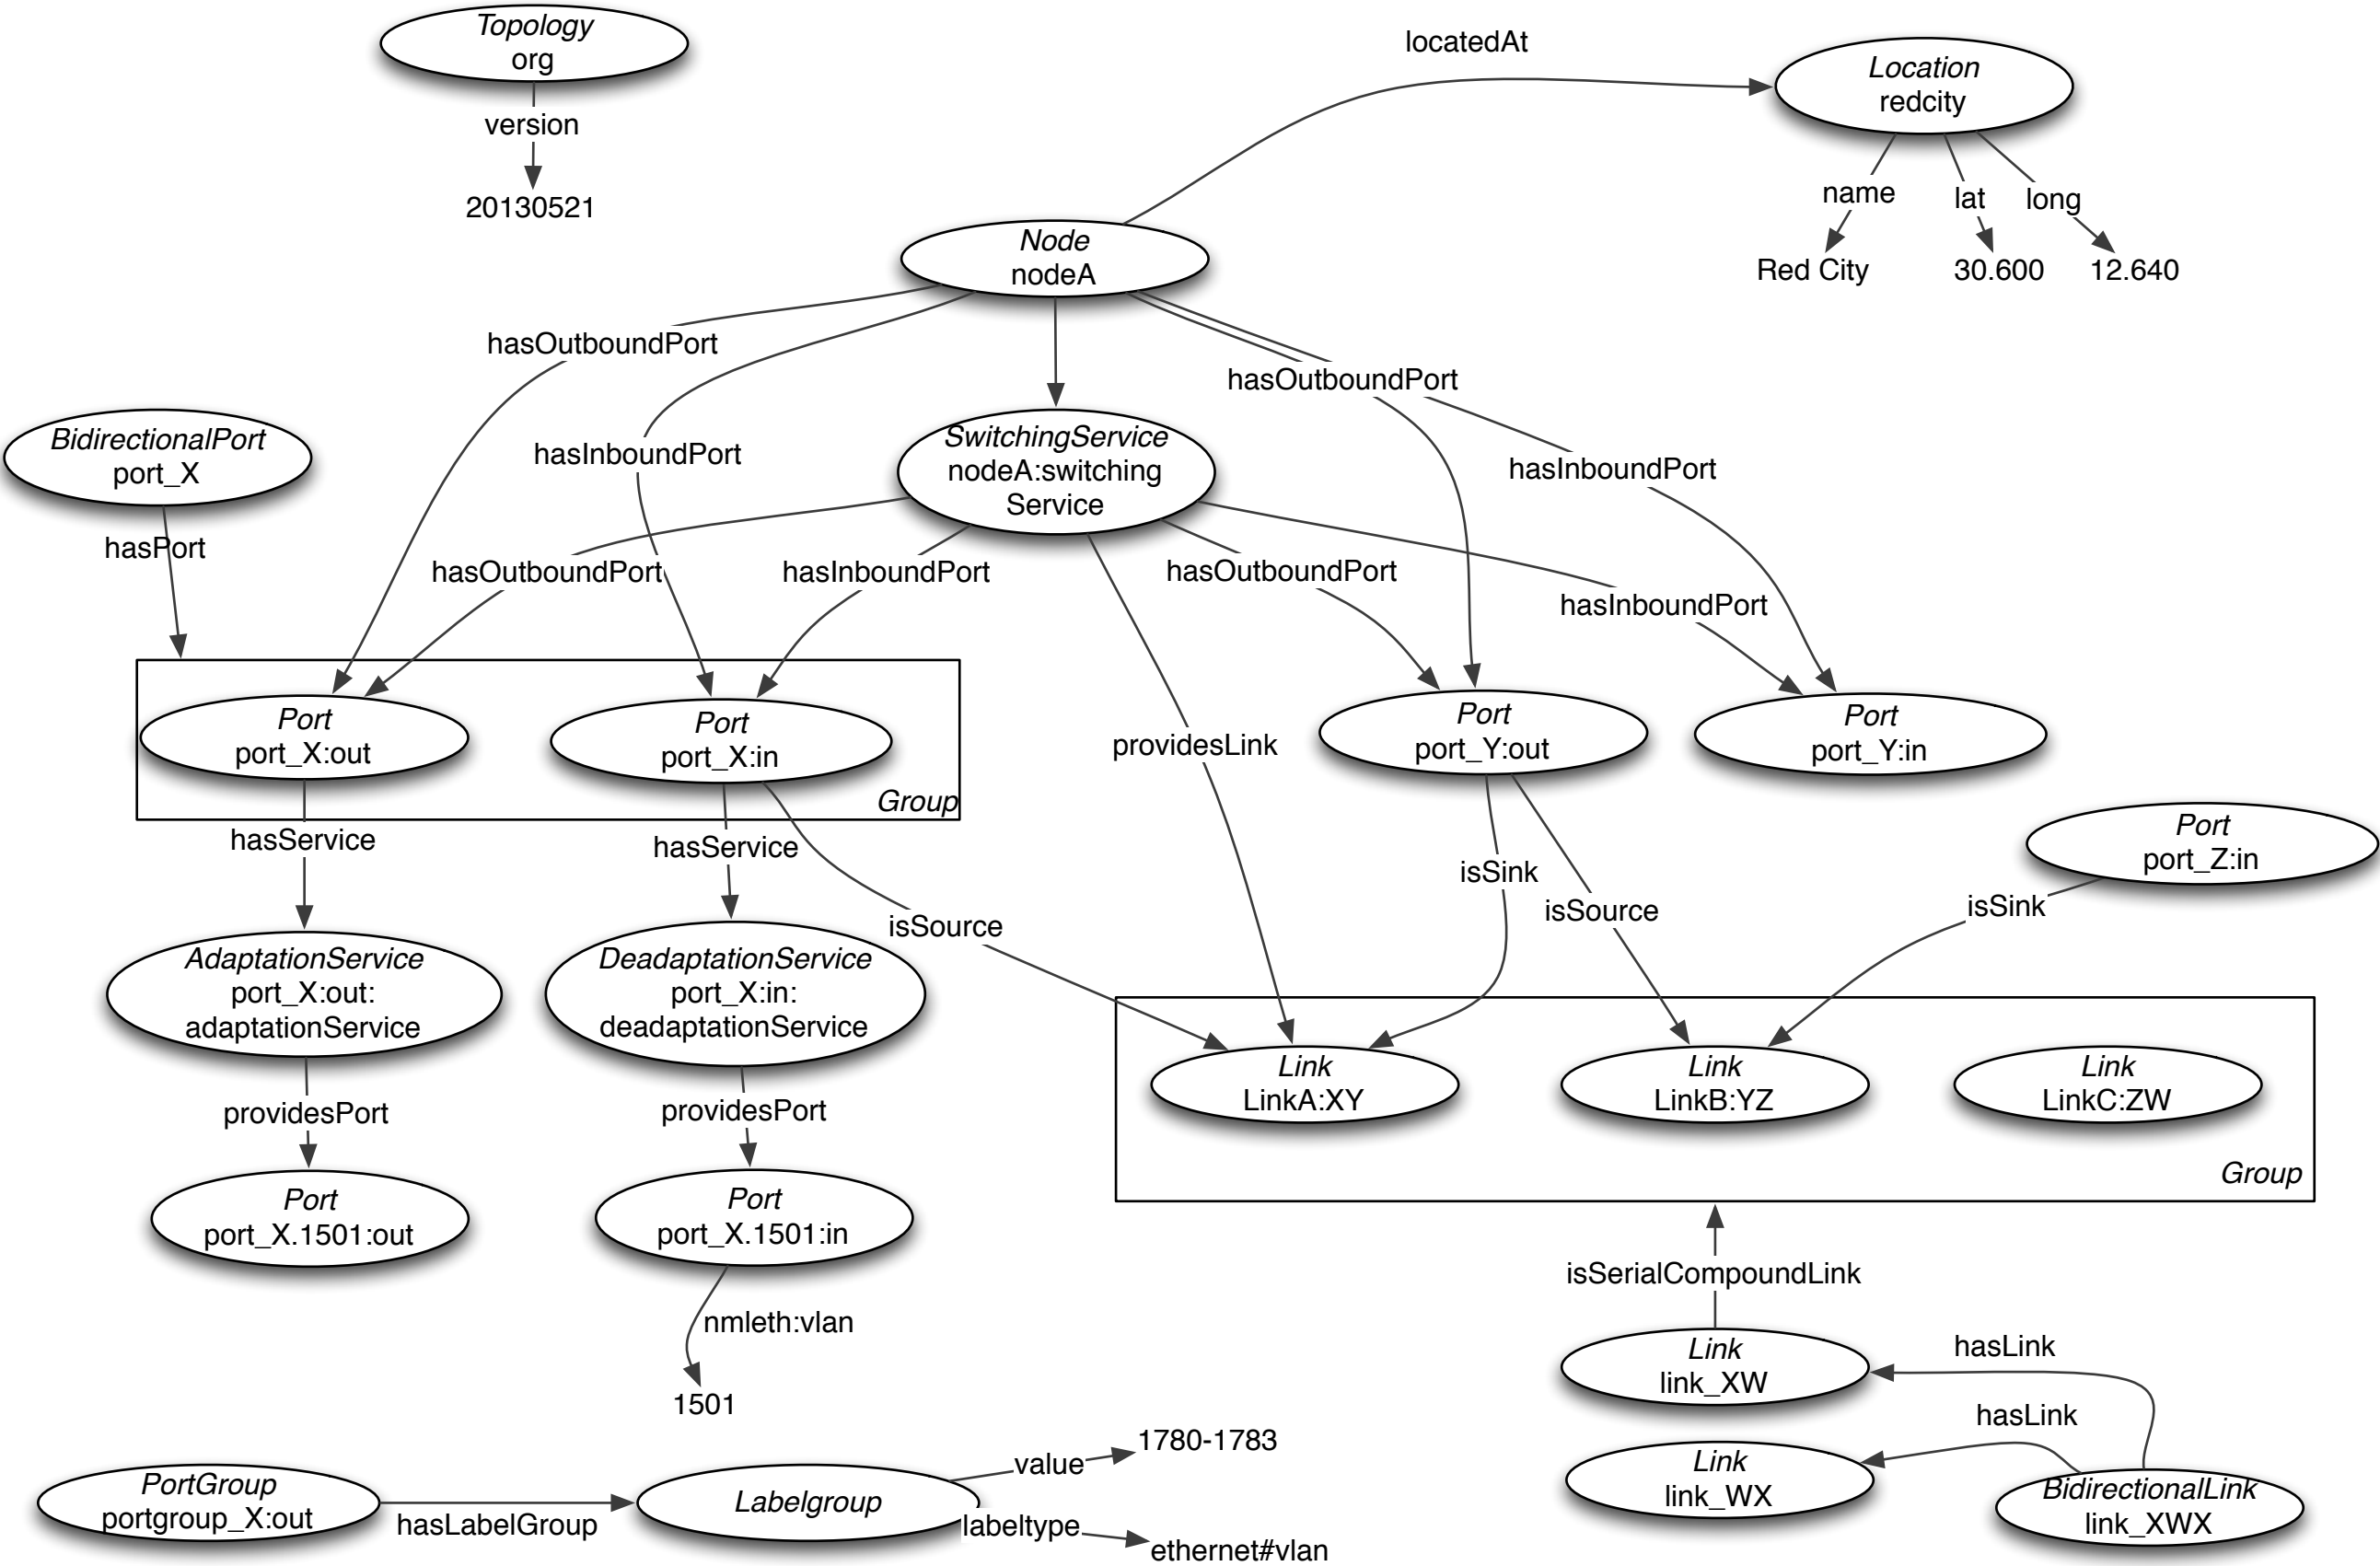 Topology
org
version
20130521
locatedAt
Location
redcity
name
lat
long
Red City
30.600
12.640
Node
nodeA
hasOutboundPort
hasOutboundPort
hasInboundPort
hasInboundPort
BidirectionalPort
port_X
hasPort
SwitchingService
nodeA:switching
Service
hasOutboundPort
hasInboundPort
hasOutboundPort
hasInboundPort
Port
port_X:out
Port
port_X:in
Group
providesLink
Port
port_Y:out
Port
port_Y:in
Port
port_Z:in
hasService
hasService
isSource
isSink
isSource
isSink
AdaptationService
port_X:out:
adaptationService
DeadaptationService
port_X:in:
deadaptationService
Link
LinkA:XY
Link
LinkB:YZ
Link
LinkC:ZW
Group
providesPort
providesPort
Port
port_X.1501:out
Port
port_X.1501:in
nmleth:vlan
1501
isSerialCompoundLink
Link
link_XW
hasLink
hasLink
Link
link_WX
BidirectionalLink
link_XWX
PortGroup
portgroup_X:out
hasLabelGroup
Labelgroup
value
1780-1783
labeltype
ethernet#vlan